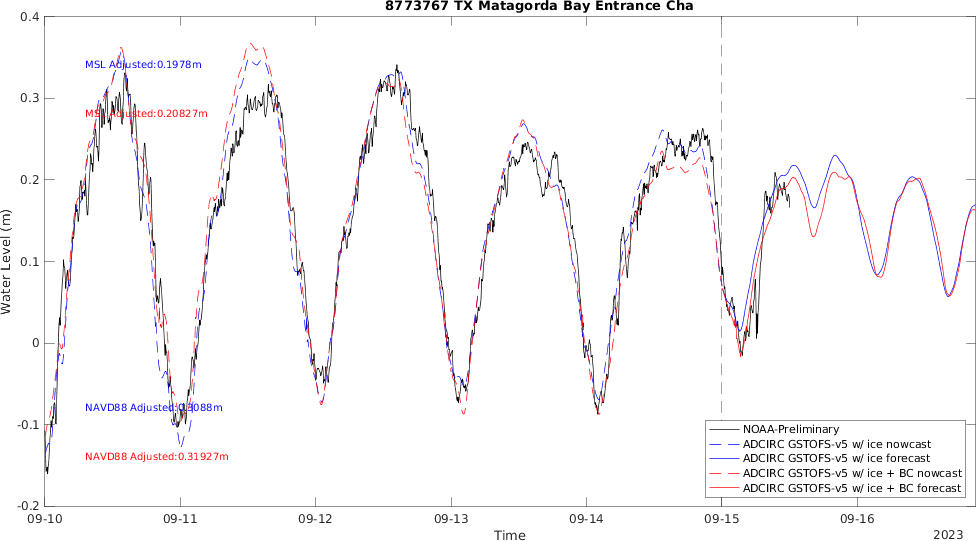 8773767 TX Matagorda Bay Entrance Cha
0.4
0.3
0.2
0.1
0
-0.1
-0.2
Water Level (m)
MSL Adjusted:0.1978m
MSL Adjusted:0.20827m
NAVD88 Adjusted:0.3088m
NAVD88 Adjusted:0.31927m
NOAA-Preliminary
ADCIRC GSTOFS-v5 w/ ice nowcast
ADCIRC GSTOFS-v5 w/ ice forecast
ADCIRC GSTOFS-v5 w/ ice + BC nowcast
ADCIRC GSTOFS-v5 w/ ice + BC forecast
09-10 09-11 09-12 09-13 09-14 09-15 09-16
Time
2023